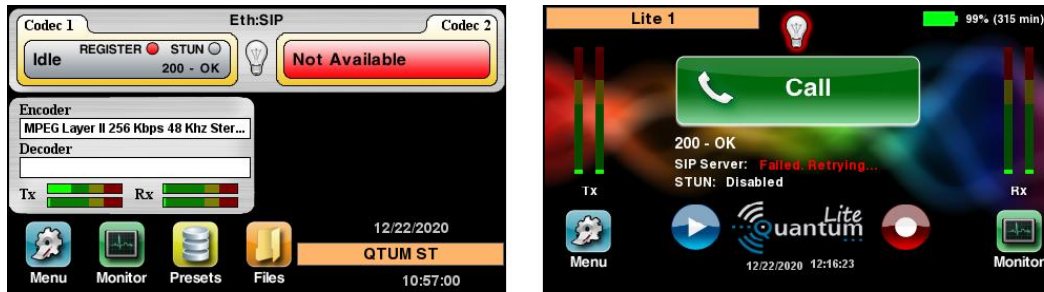 Codec 1
Eth:SIP
Codec 2
Idle
REGISTER
STUN
200 - OK
Not Available
Encoder
MPEG Layer II 256 Kbps 48 Khz Ster...
Decoder
Tx
Rx
12/22/2020
QTUM ST
10:57:00
Menu
Monitor
Presets
Files
Lite 1
99% (315 min)
Call
200 - OK
SIP Server: Failed. Retrying...
STUN: Disabled
Tx
Rx
Quantum Lite
Menu
12/22/2020 12:16:23
Monitor